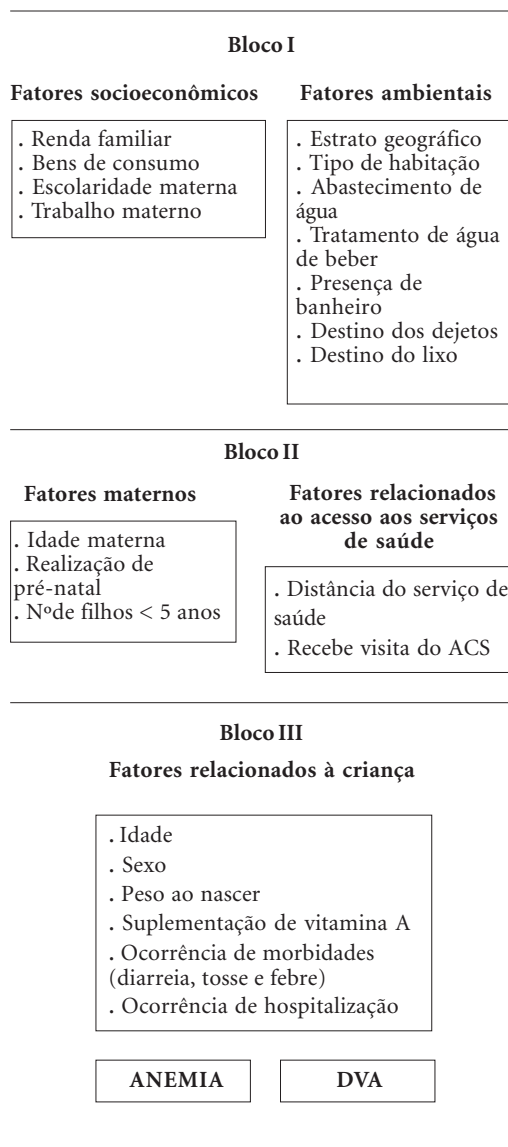 Bloco I
Fatores socioeconômicos
. Renda familiar
. Bens de consumo
. Escolaridade materna
. Trabalho materno
Fatores ambientais
. Estrato geográfico
. Tipo de habitação
. Abastecimento de
água
. Tratamento de água
de beber
. Presença de
banheiro
. Destino dos dejetos
. Destino do lixo
Bloco II
Fatores maternos
. Idade materna
. Realização de
pré-natal
. Nºde filhos < 5 anos
Fatores relacionados
ao acesso aos serviços
de saúde
. Distância do serviço de
saúde
. Recebe visita do ACS
Bloco III
Fatores relacionados à criança
. Idade
. Sexo
. Peso ao nascer
. Suplementação de vitamina A
. Ocorrência de morbidades
(diarreia, tosse e febre)
. Ocorrência de hospitalização
ANEMIA
DVA